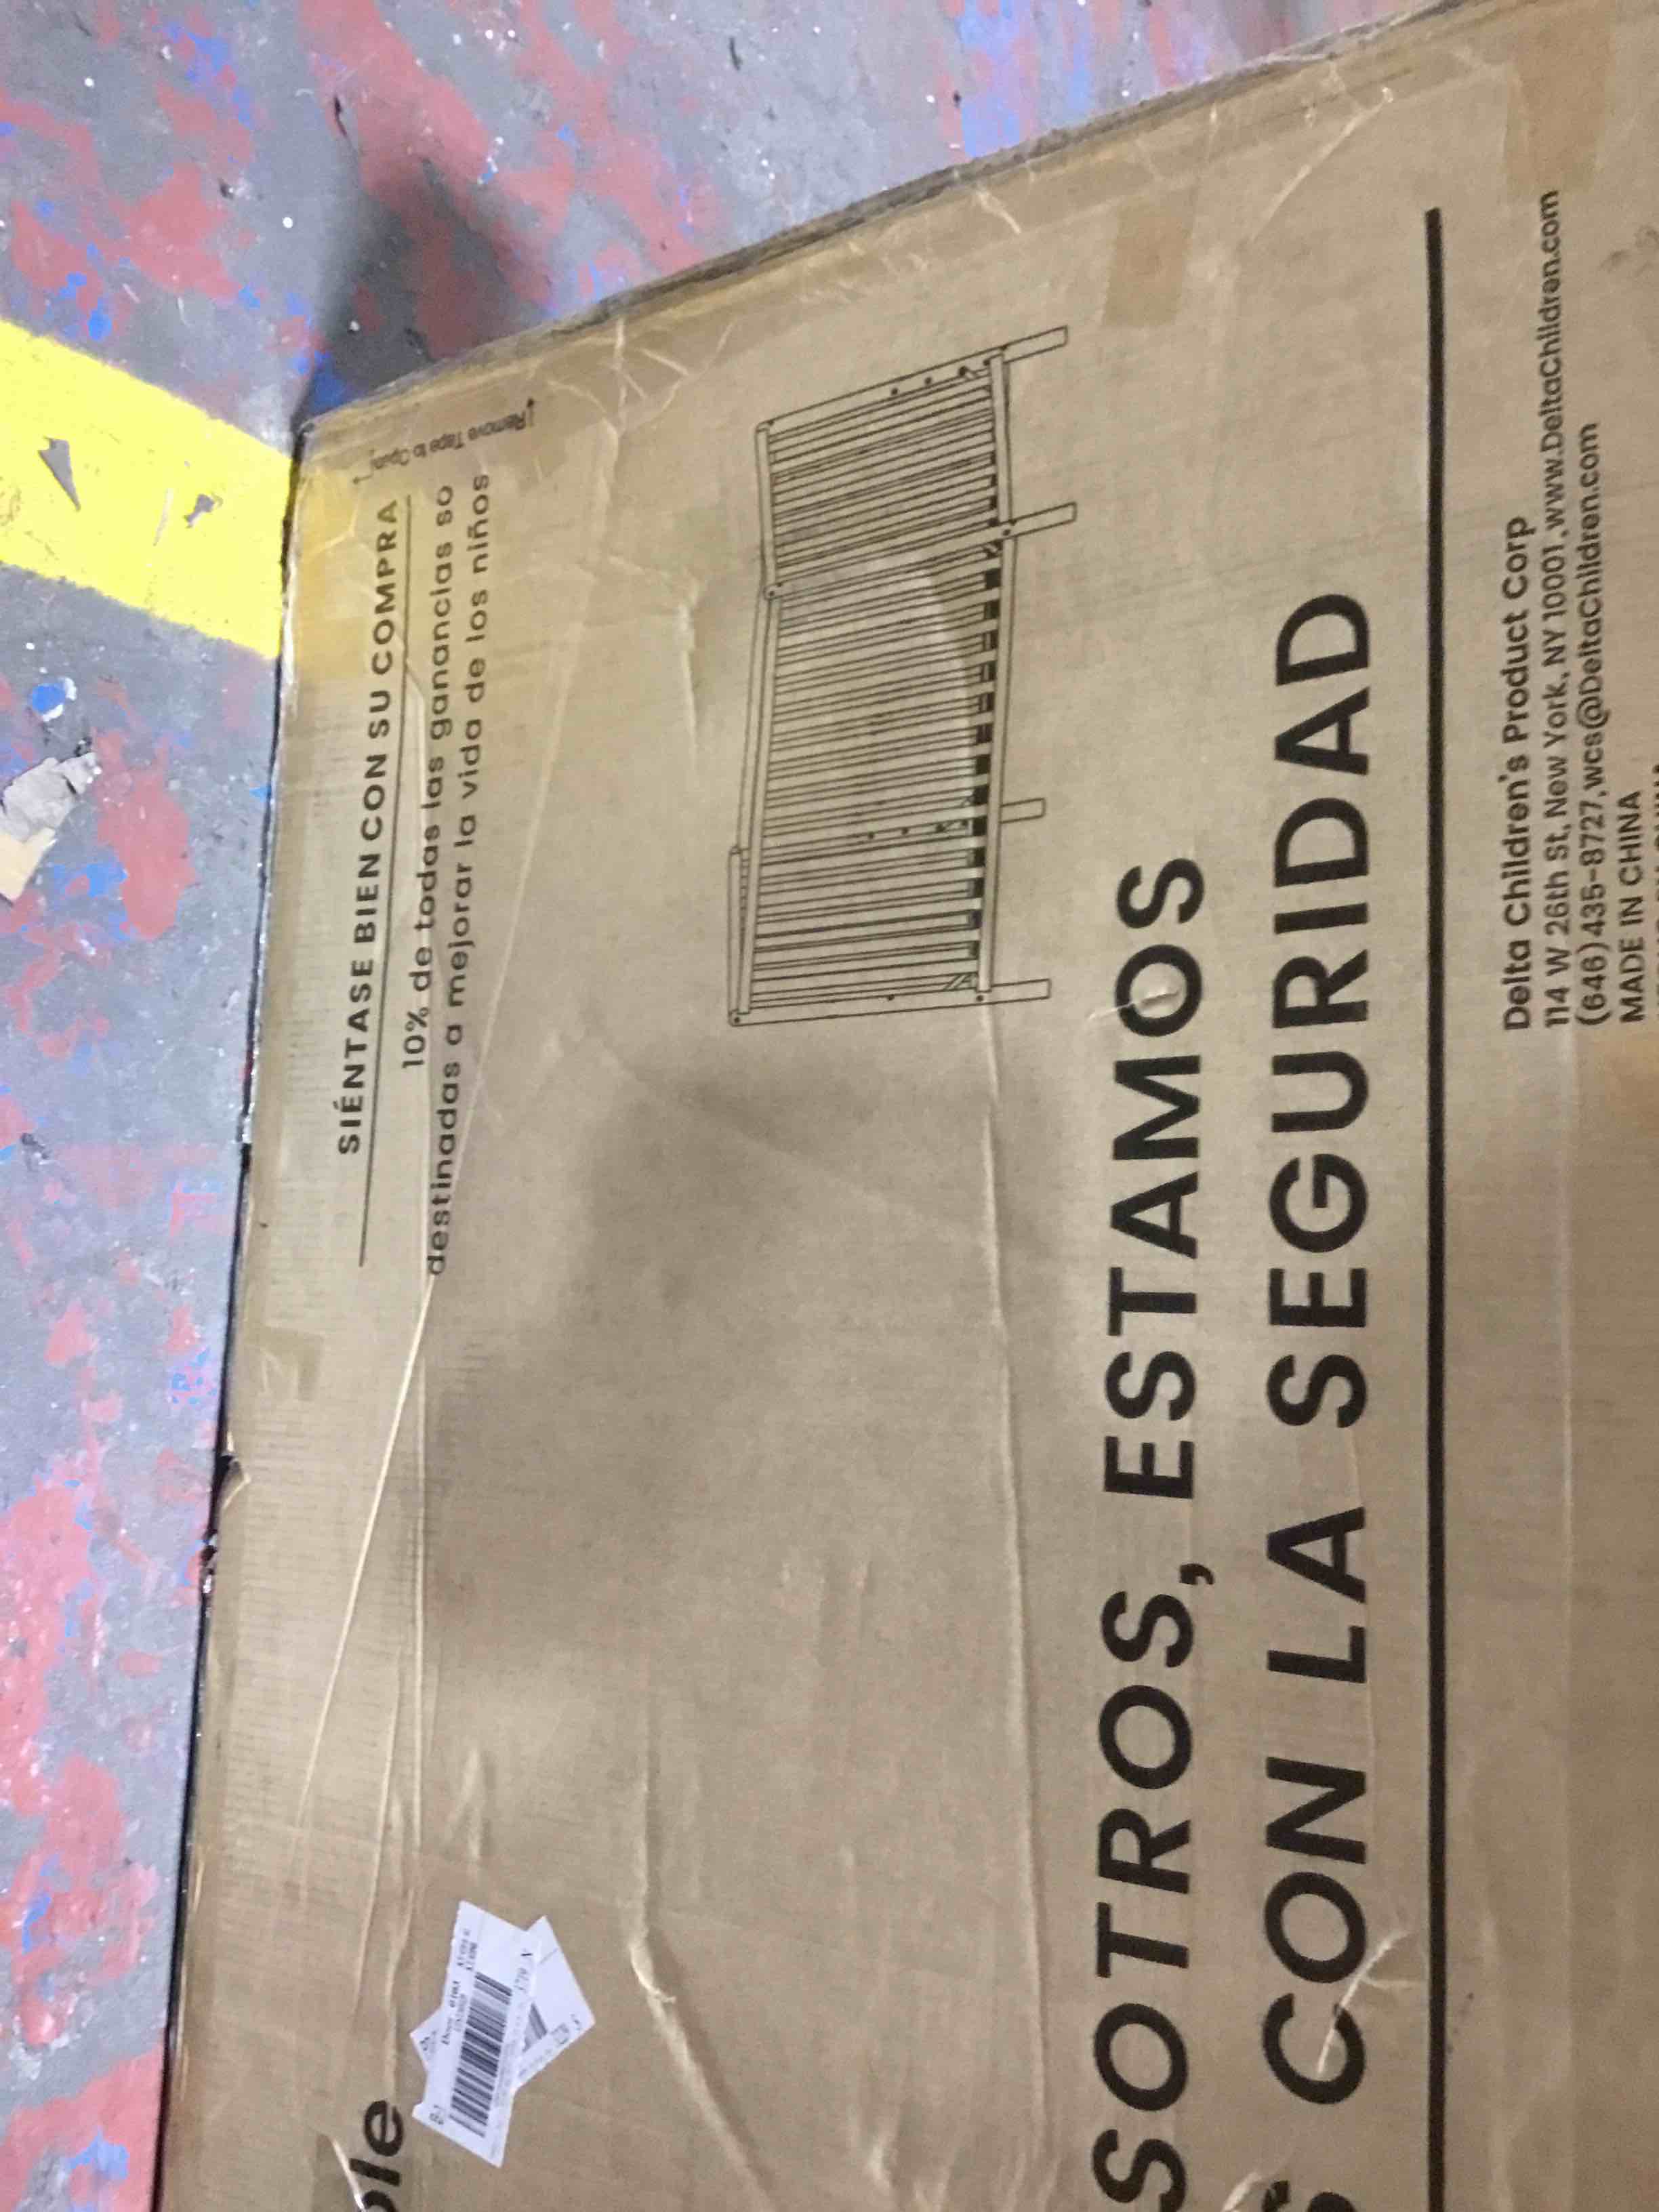 SIÉNTASE BIEN CON SU COMPRA
10% de todas las ganancias so
destinadas a mejorar la vida de los niños
Remove Tape to Open
ole
SOTROS, ESTAMOS
S CON LA SEGURIDAD
Delta Children's Product Corp
114 W 26th St, New York, NY 10001,www.DeltaChildren.com
(646)435-8727,wcs@DeltaChildren.com
MADE IN CHINA